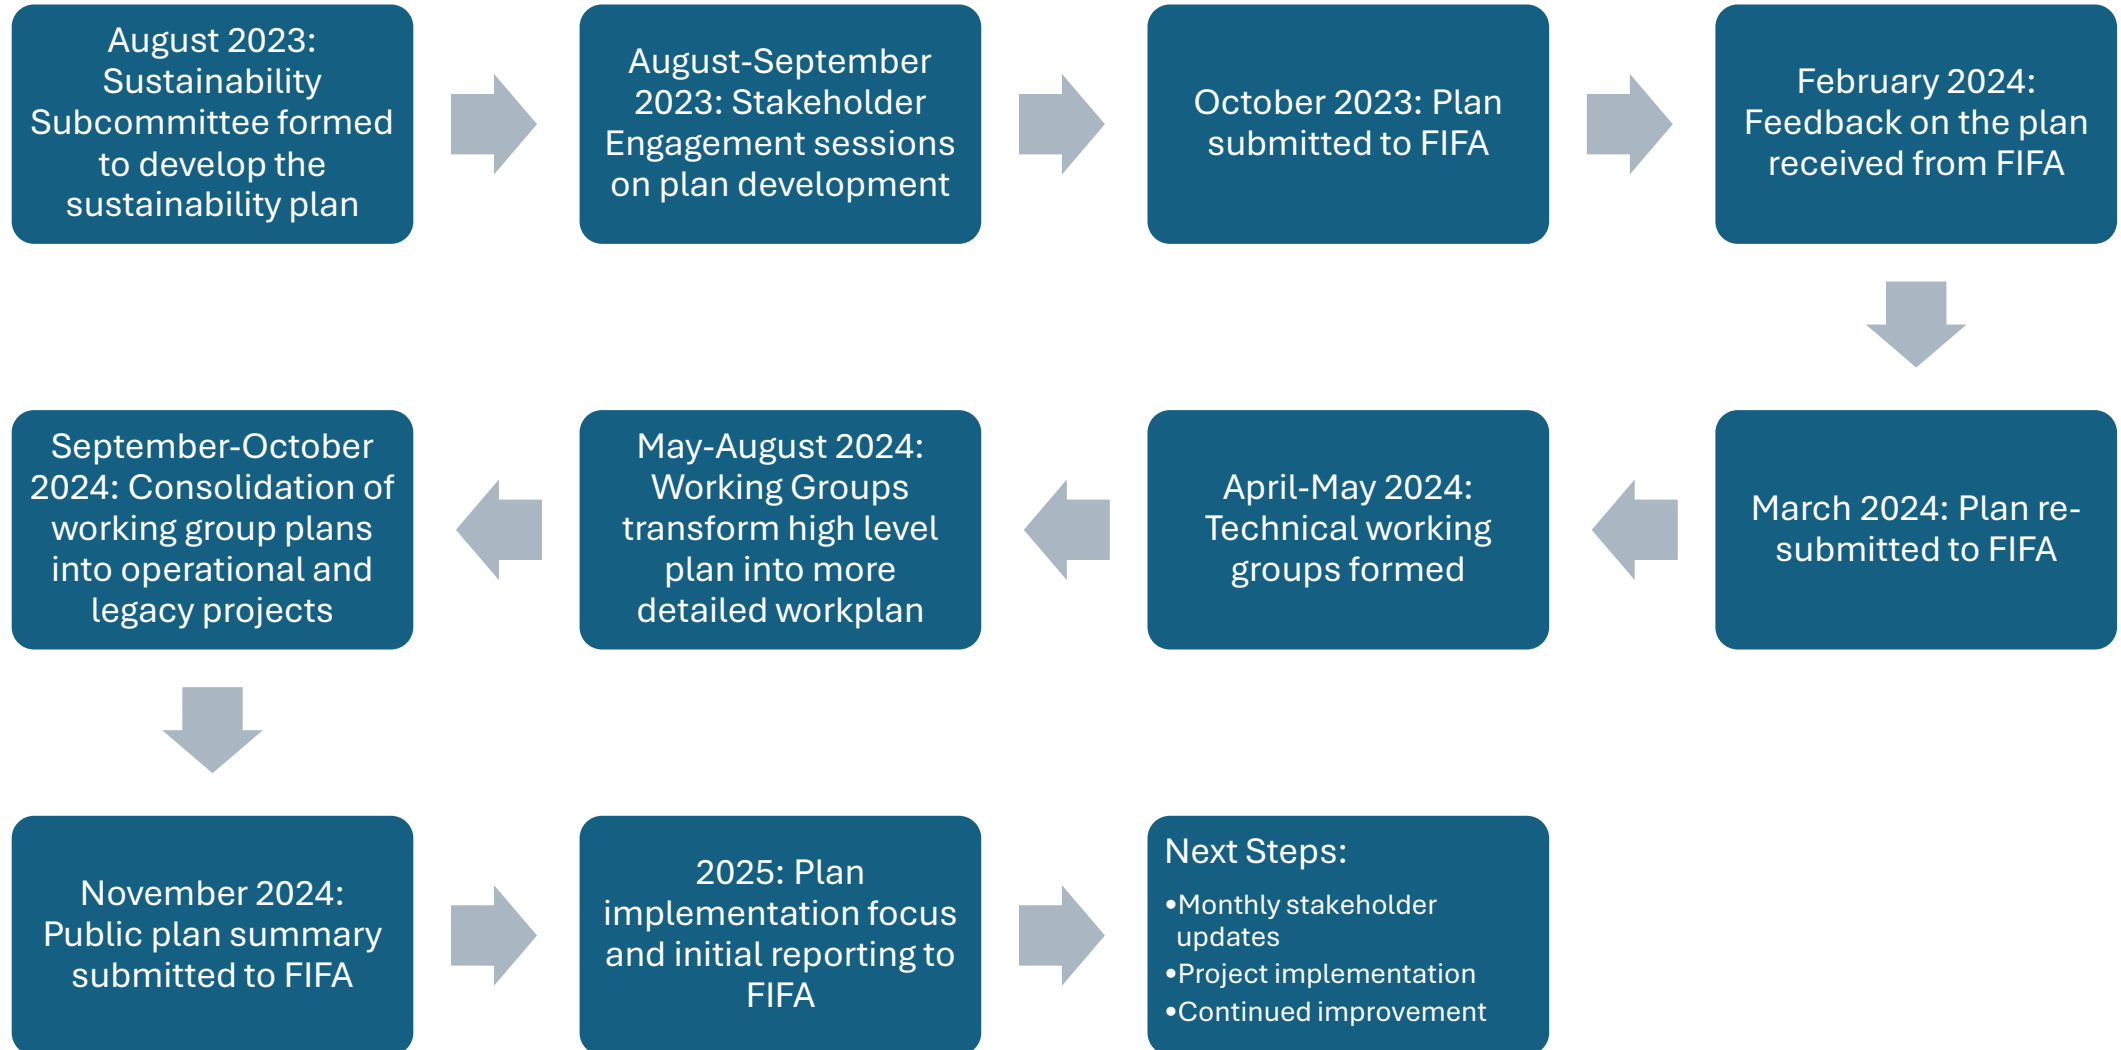 August 2023:
Sustainability
Subcommittee formed
to develop the
sustainability plan
August-September
2023: Stakeholder
Engagement sessions
on plan development
October 2023: Plan
submitted to FIFA
February 2024:
Feedback on the plan
received from FIFA
March 2024: Plan re-
submitted to FIFA
April-May 2024:
Technical working
groups formed
May-August 2024:
Working Groups
transform high level
plan into more
detailed workplan
September-October
2024: Consolidation of
working group plans
into operational and
legacy projects
November 2024:
Public plan summary
submitted to FIFA
2025: Plan
implementation focus
and initial reporting to
FIFA
Next Steps:
•Monthly stakeholder
updates
•Project implementation
•Continued improvement